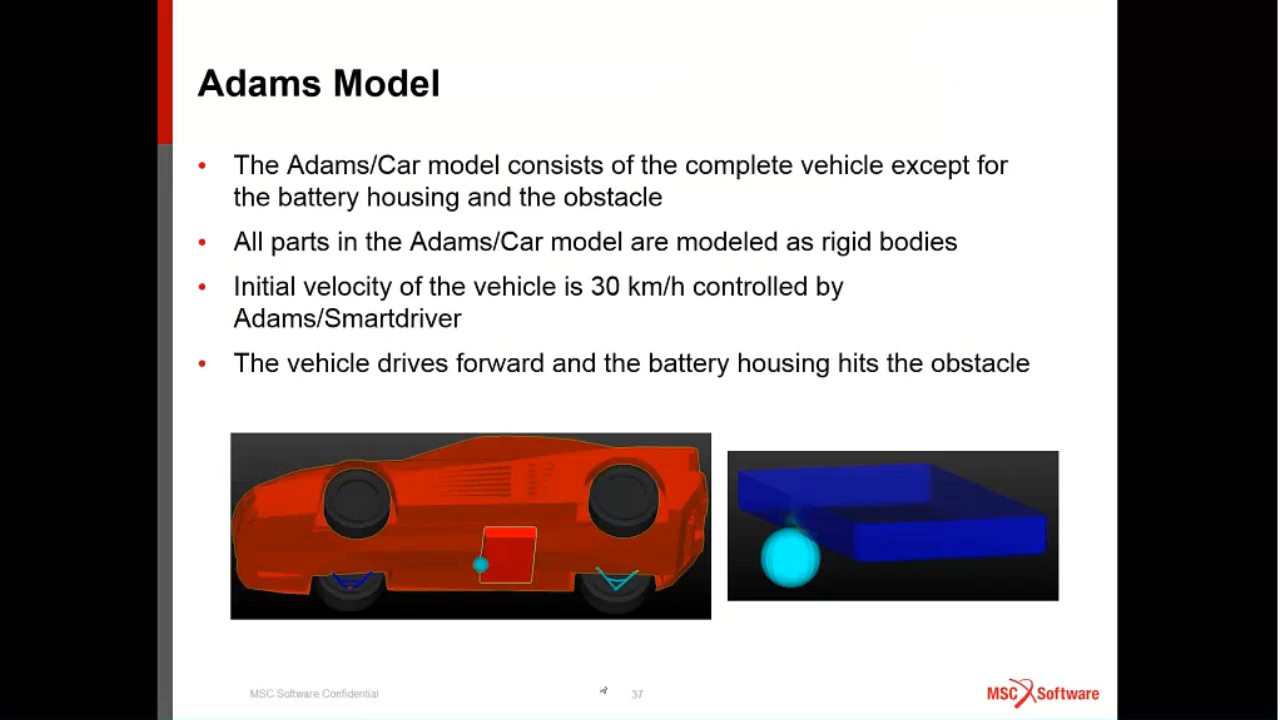 Adams Model
• The Adams/Car model consists of the complete vehicle except for
the battery housing and the obstacle
• All parts in the Adams/Car model are modeled as rigid bodies
• Initial velocity of the vehicle is 30 km/h controlled by
Adams/Smartdriver
• The vehicle drives forward and the battery housing hits the obstacle
MSC Software Confidential
37
MSC Software